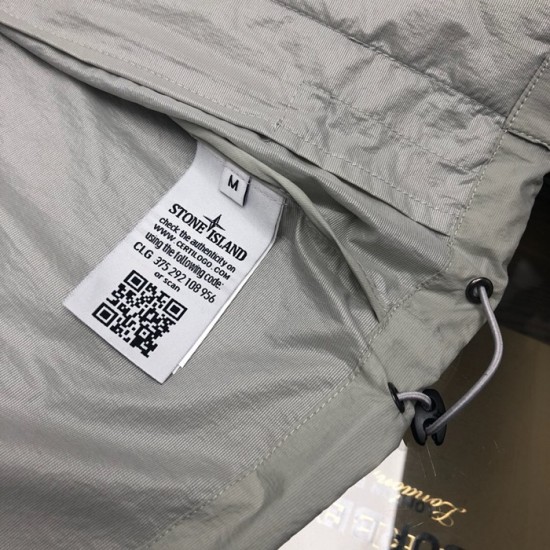 M
STONE ISLAND
check the authenticity on
WWW.CERTILOGO.COM
using the following code:
CLG 375 292 108 956
or scan
London